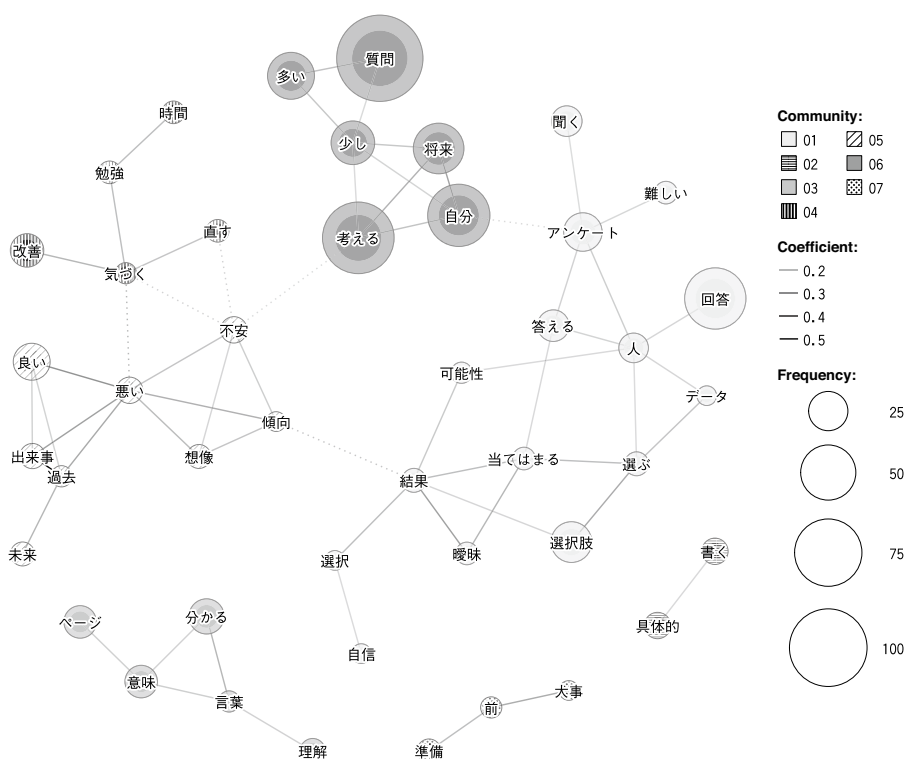 質問
多い
時間
聞く
少し
将来
勉強
難しい
自分
直す
アンケート
考える
改善
気づく
回答
答える
不安
人
良い
可能性
悪い
データ
傾向
出来事
想像
当てはまる
選ぶ
過去
結果
選択肢
未来
選択
曖昧
書く
ページ
分かる
具体的
自信
意味
言葉
大事
前
理解
準備
Community:
01 05
02 06
03 07
04
Coefficient:
0.2
0.3
0.4
0.5
Frequency:
25
50
75
100